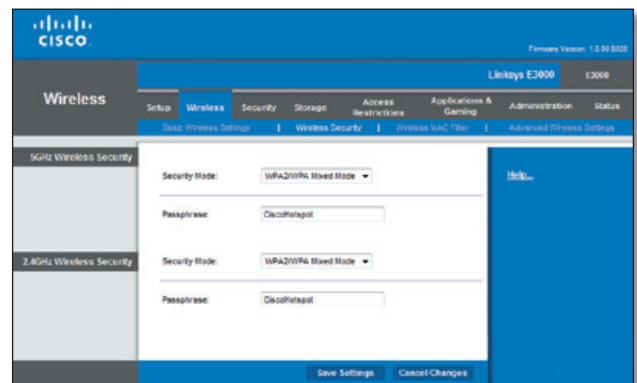 CISCO
Firmware Version: 1.0.00 B020
Linksys E3000 E3000
Wireless
Setup Wireless Security Storage Access Restrictions Applications & Gaming Administration Status
Basic Wireless Settings | Wireless Security | Wireless MAC Filter | Advanced Wireless Settings
5GHz Wireless Security
Security Mode: WPA2/WPA Mixed Mode
Help...
Passphrase: CiscoHotspot
2.4GHz Wireless Security
Security Mode: WPA2/WPA Mixed Mode
Passphrase: CiscoHotspot
Save Settings Cancel Changes